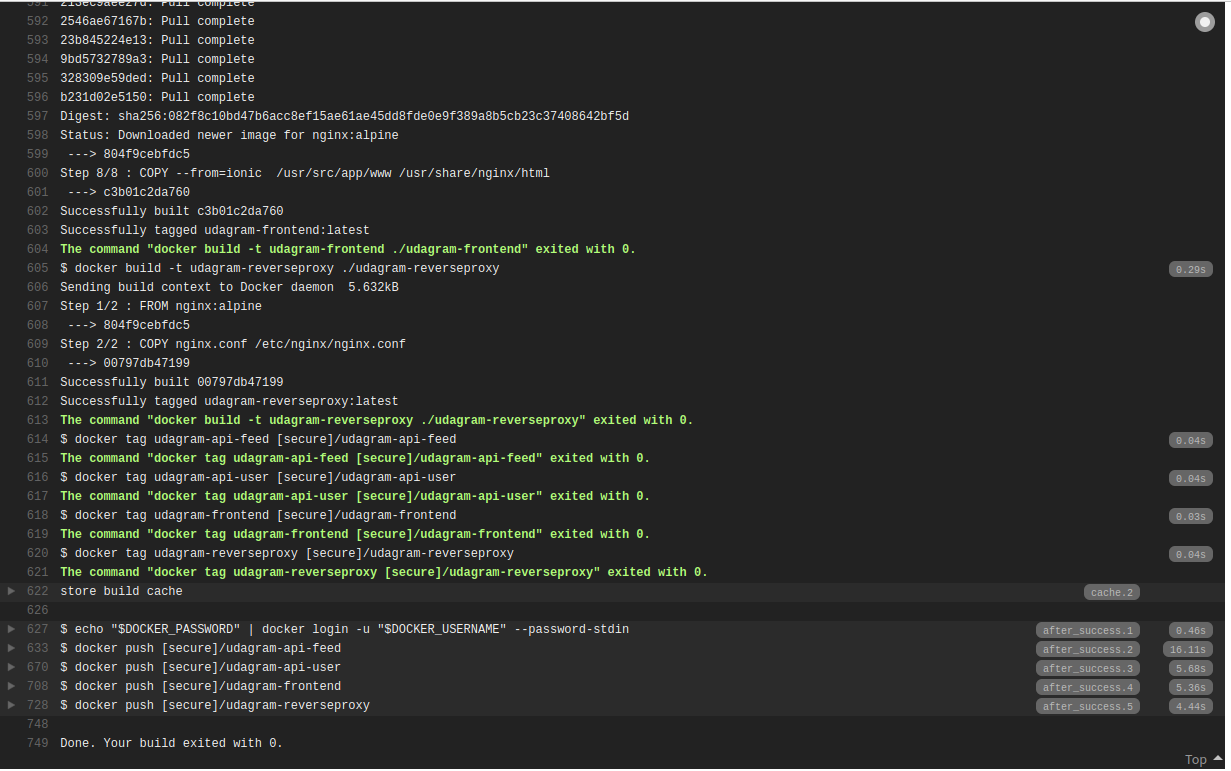 592 2546ae67167b: Pull complete
593 23b845224e13: Pull complete
594 9bd5732789a3: Pull complete
595 328309e59ded: Pull complete
596 b231d02e5150: Pull complete
597 Digest: sha256:082f8c10bd47b6acc8ef15ae61ae45dd8fde0e9f389a8b5cb23c37408642bf5d
598 Status: Downloaded newer image for nginx:alpine
599 ---> 804f9cebfdc5
600 Step 8/8 : COPY --from=ionic  /usr/src/app/www /usr/share/nginx/html
601 ---> c3b01c2da760
602 Successfully built c3b01c2da760
603 Successfully tagged udagram-frontend:latest
604 The command "docker build -t udagram-frontend ./udagram-frontend" exited with 0.
605 $ docker build -t udagram-reverseproxy ./udagram-reverseproxy 0.29s
606 Sending build context to Docker daemon  5.632kB
607 Step 1/2 : FROM nginx:alpine
608 ---> 804f9cebfdc5
609 Step 2/2 : COPY nginx.conf /etc/nginx/nginx.conf
610 ---> 00797db47199
611 Successfully built 00797db47199
612 Successfully tagged udagram-reverseproxy:latest
613 The command "docker build -t udagram-reverseproxy ./udagram-reverseproxy" exited with 0.
614 $ docker tag udagram-api-feed [secure]/udagram-api-feed 0.04s
615 The command "docker tag udagram-api-feed [secure]/udagram-api-feed" exited with 0.
616 $ docker tag udagram-api-user [secure]/udagram-api-user 0.04s
617 The command "docker tag udagram-api-user [secure]/udagram-api-user" exited with 0.
618 $ docker tag udagram-frontend [secure]/udagram-frontend 0.03s
619 The command "docker tag udagram-frontend [secure]/udagram-frontend" exited with 0.
620 $ docker tag udagram-reverseproxy [secure]/udagram-reverseproxy 0.04s
621 The command "docker tag udagram-reverseproxy [secure]/udagram-reverseproxy" exited with 0.
622 store build cache cache.2
626
627 $ echo "$DOCKER_PASSWORD" | docker login -u "$DOCKER_USERNAME" --password-stdin after_success.1 0.46s
633 $ docker push [secure]/udagram-api-feed after_success.2 16.11s
670 $ docker push [secure]/udagram-api-user after_success.3 5.68s
708 $ docker push [secure]/udagram-frontend after_success.4 5.36s
728 $ docker push [secure]/udagram-reverseproxy after_success.5 4.44s
748
749 Done. Your build exited with 0.
Top